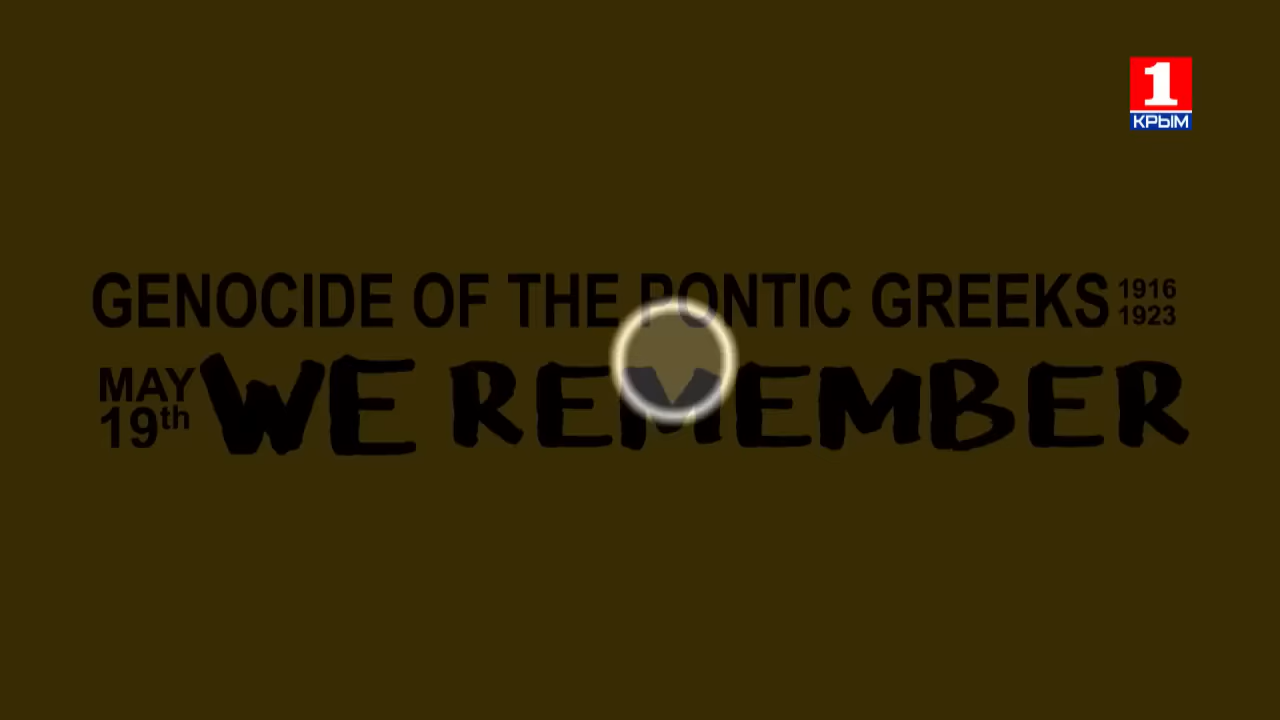 1
КРЫМ
GENOCIDE OF THE PONTIC GREEKS 1916
1923
MAY
19th
WE REMEMBER